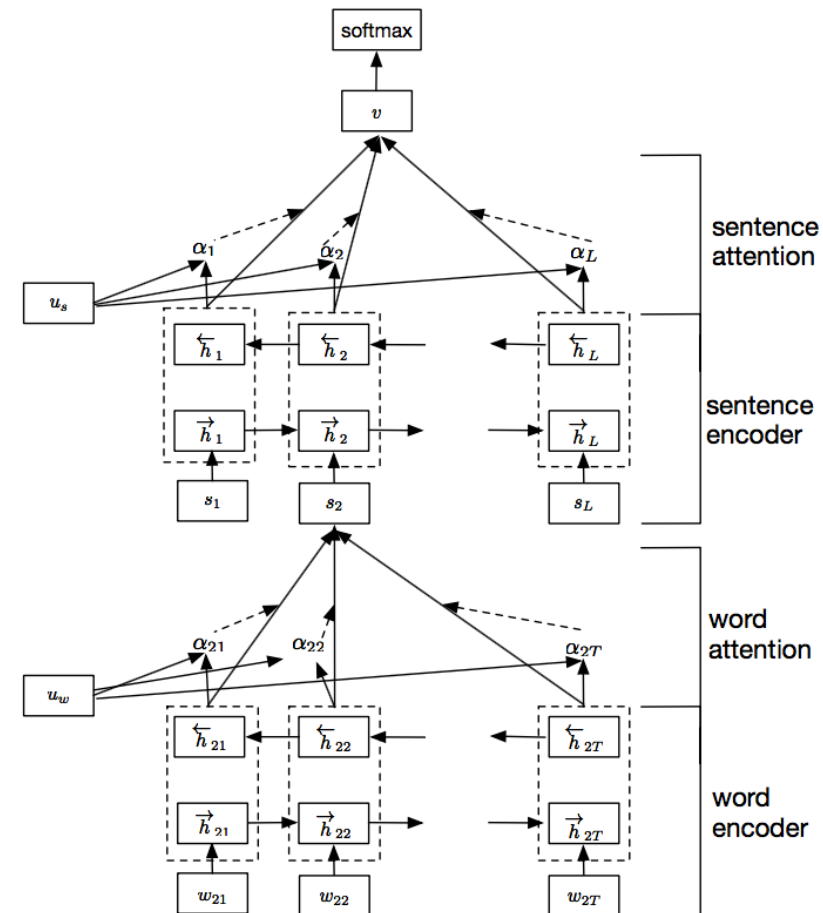 softmax
v
sentence
attention
α1 α2 αL
us
←h 1 ←h 2 ←h L
sentence
encoder
→h 1 →h 2 →h L
s1 s2 sL
word
attention
α21 α22 α2T
uw
←h 21 ←h 22 ←h 2T
word
encoder
→h 21 →h 22 →h 2T
w21 w22 w2T